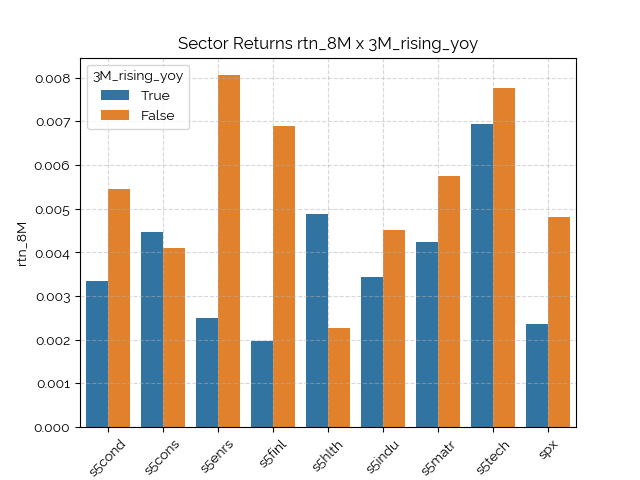 Sector Returns rtn_8M x 3M_rising_yoy
3M_rising_yoy
True
False
rtn_8M
0.008
0.007
0.006
0.005
0.004
0.003
0.002
0.001
0.000
s5cond
s5cons
s5enrs
s5finl
s5hlth
s5indu
s5matr
s5tech
spx